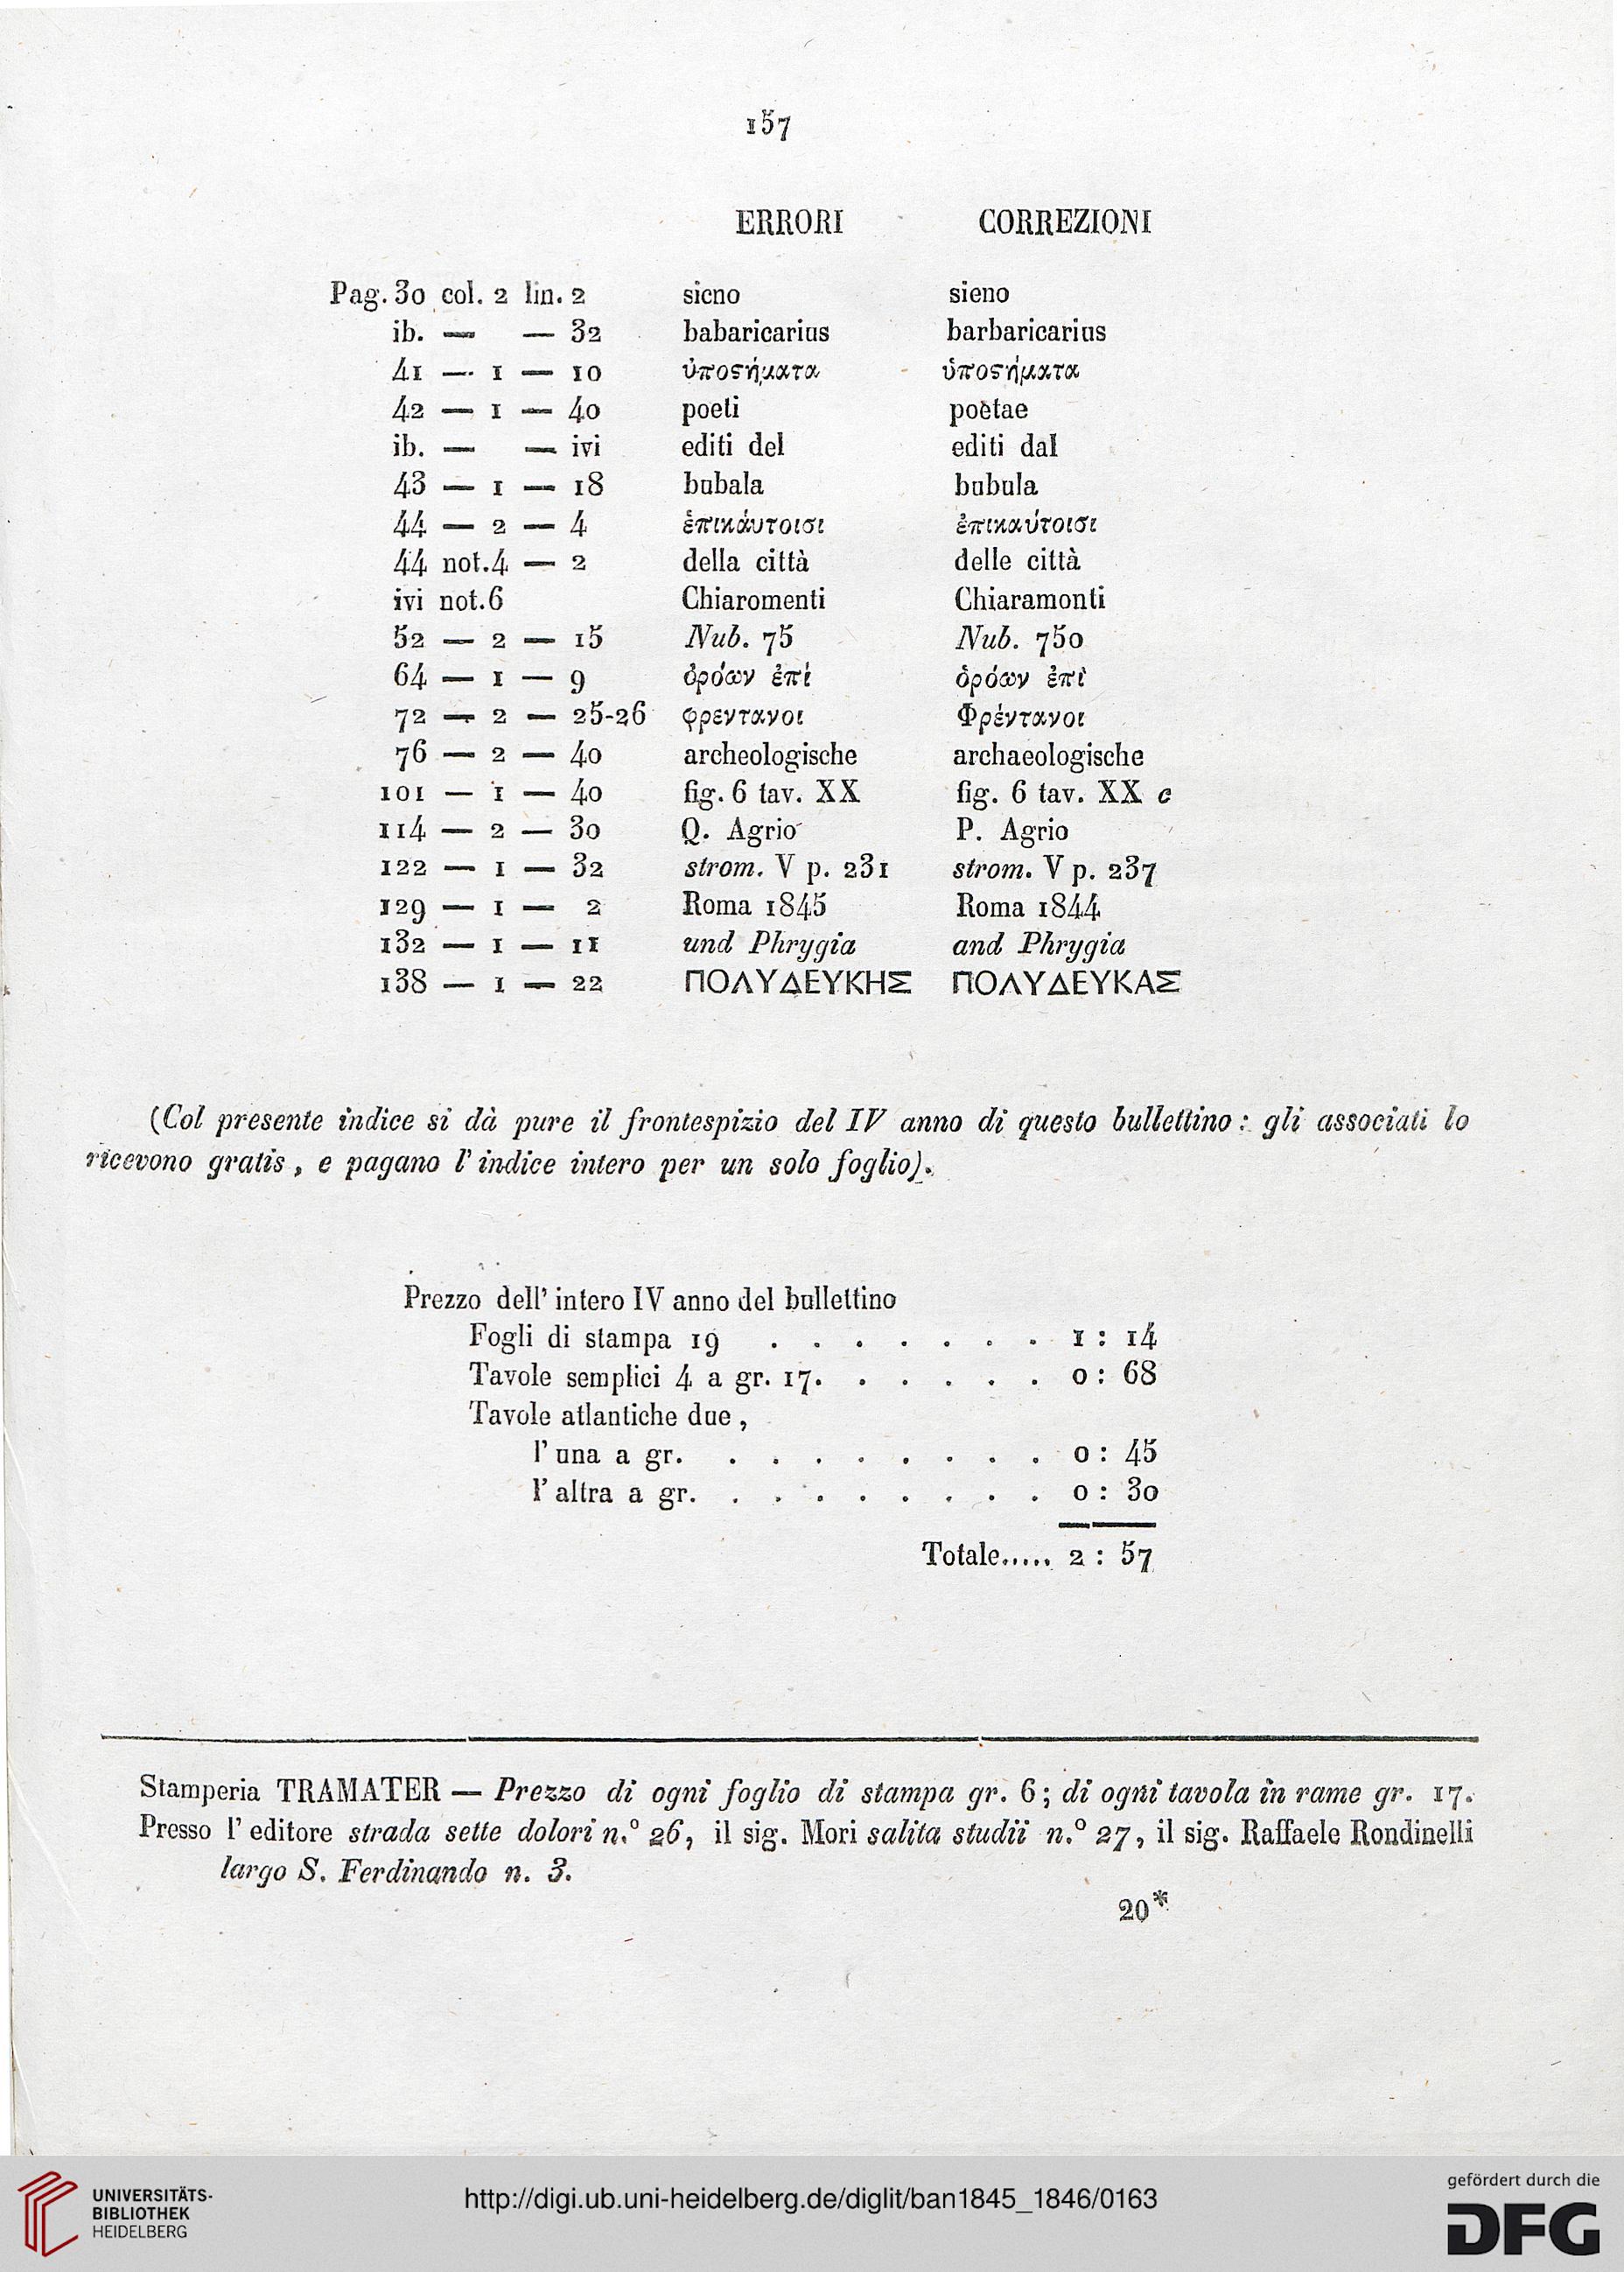 157
ERRORI CORREZIONI
Pag. 30 col. 2 lin. 2 sicno sieno
ib. — — 32 babaricarius barbaricarius
41 — 1 — 10 ὐποϛήματα ὑποϛήματα
42 — 1 — 40 poeti poètae
ib. — — ivi editi del editi dal
43 — 1 — 18 bubala bubula
44 — 2 — 4 ἐπικάυτοισι ἐπικαύτοισι
44 not. 4 — 2 della città delle città
ivi not. 6 Chiaromenti Chiaramonti
52 — 2 — 15 Nub. 75 Nub. 750
64 — 1 — 9 ὀρόων ἐπί ὁρόων ἐπὶ
72 — 2 — 25-26 φρενταvοι Φρένταvοι
76 — 2 — 40 archeologische archaeologische
101 — 1 — 40 fig. 6 tav. XX fig. 6 tav. XX c
114 — 2 — 30 Q. Agrio P. Agrio
122 — 1 — 32 strom. V p. 231 strom. V p. 237
129 — 1 — 2 Roma 1845 Roma 1844
132 — 1 — 11 und Phrygia and Phrygia
138 — 1 — 22 ΠΟΛΥΔΕΥΚΗΣ ΠΟΛΥΔΕΥΚΑΣ
(Col presente indice si dà pure il frontespizio del IV anno di questo bullettino : gli associati lo
ricevono gratis , e pagano l' indice intero per un solo foglio).
Prezzo dell' intero IV anno del bullettino
Fogli di stampa 19 . . . . . . . 1 : 14
Tavole semplici 4 a gr. 17. . . . . . 0 : 68
Tavole atlantiche due ,
l' una a gr. . . . . . . . . 0 : 45
l' altra a gr. . . . . . . . . 0 : 30
Totale..... 2 : 57
Stamperia TRAMATER — Prezzo di ogni foglio di stampa gr. 6 ; di ogni tavola in rame gr. 17.
Presso l' editore strada sette dolori n.° 26, il sig. Mori salita studii n.° 27, il sig. Raffaele Rondinelli
largo S. Ferdinando n. 3.
20*
UNIVERSITÄTS-
BIBLIOTHEK
HEIDELBERG
http://digi.ub.uni-heidelberg.de/diglit/ban1845_1846/0163
gefördert durch die
DFG